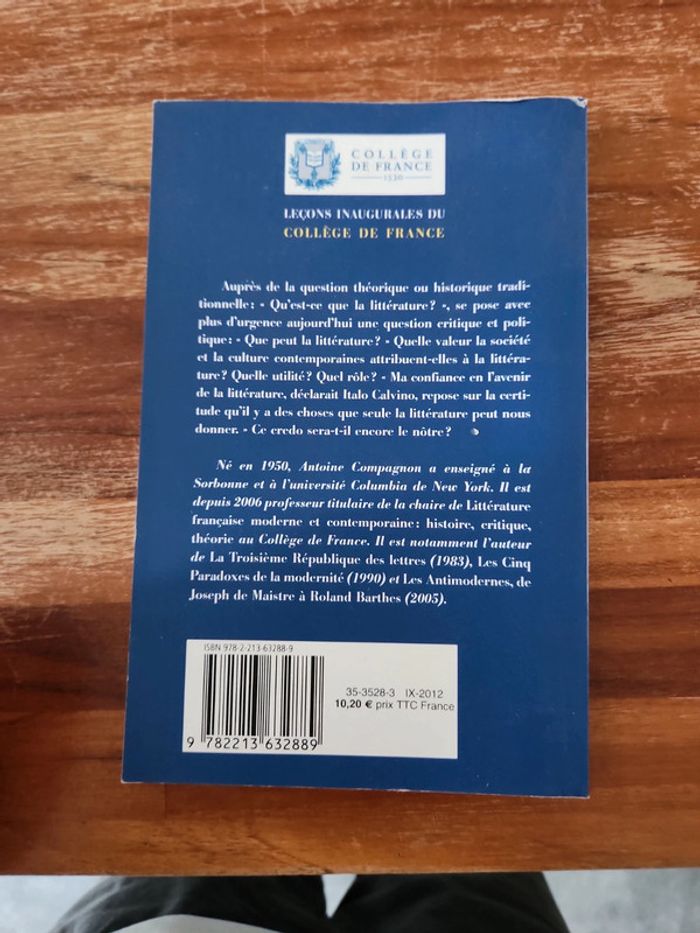 COLLÈGE
DE FRANCE
1530
LEÇONS INAUGURALES DU
COLLÈGE DE FRANCE
Auprès de la question théorique ou historique tradi-
tionnelle : « Qu'est-ce que la littérature ? », se pose avec
plus d'urgence aujourd'hui une question critique et poli-
tique : « Que peut la littérature ? » Quelle valeur la société
et la culture contemporaines attribuent-elles à la littéra-
ture ? Quelle utilité ? Quel rôle ? « Ma confiance en l'avenir
de la littérature, déclarait Italo Calvino, repose sur la certi-
tude qu'il y a des choses que seule la littérature peut nous
donner. » Ce credo sera-t-il encore le nôtre ?
Né en 1950, Antoine Compagnon a enseigné à la
Sorbonne et à l'université Columbia de New York. Il est
depuis 2006 professeur titulaire de la chaire de Littérature
française moderne et contemporaine : histoire, critique,
théorie au Collège de France. Il est notamment l'auteur
de La Troisième République des lettres (1983), Les Cinq
Paradoxes de la modernité (1990) et Les Antimodernes, de
Joseph de Maistre à Roland Barthes (2005).
ISBN 978-2-213-63288-9
35-3528-3 IX-2012
10,20 € prix TTC France
9 782213 632889